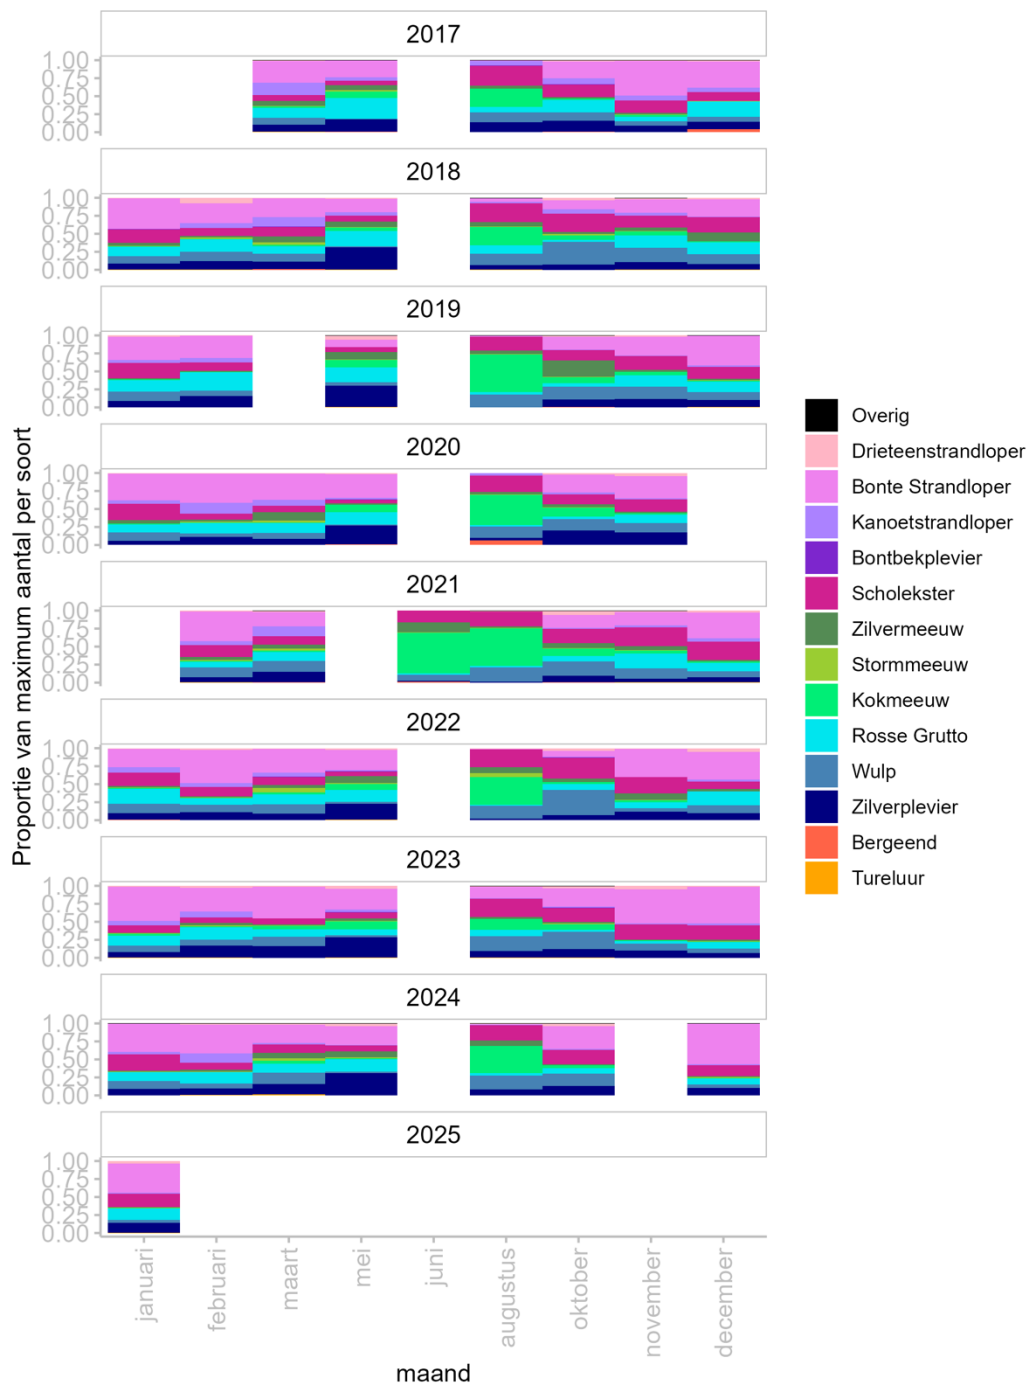 2017
1.00
0.75
0.50
0.25
0.00
2018
1.00
0.75
0.50
0.25
0.00
2019
1.00
0.75
0.50
0.25
0.00
2020
1.00
0.75
0.50
0.25
0.00
2021
1.00
0.75
0.50
0.25
0.00
2022
1.00
0.75
0.50
0.25
0.00
2023
1.00
0.75
0.50
0.25
0.00
2024
1.00
0.75
0.50
0.25
0.00
2025
1.00
0.75
0.50
0.25
0.00
januari
februari
maart
mei
juni
augustus
oktober
november
december
maand
Proportie van maximum aantal per soort
Overig
Drieteenstrandloper
Bonte Strandloper
Kanoetstrandloper
Bontbekplevier
Scholekster
Zilvermeeuw
Stormmeeuw
Kokmeeuw
Rosse Grutto
Wulp
Zilverplevier
Bergeend
Tureluur